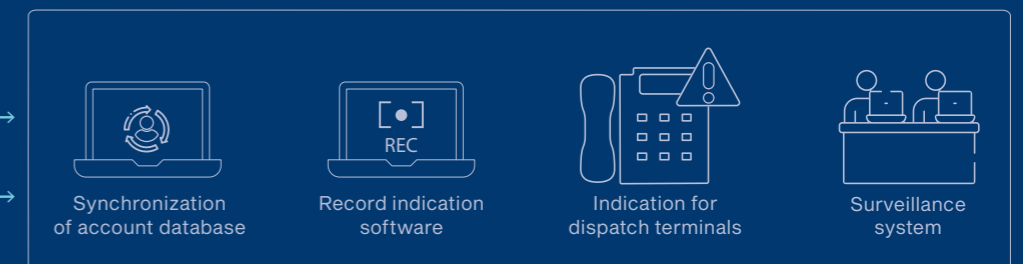 REC
Synchronization
of account database
Record indication
software
Indication for
dispatch terminals
Surveillance
system